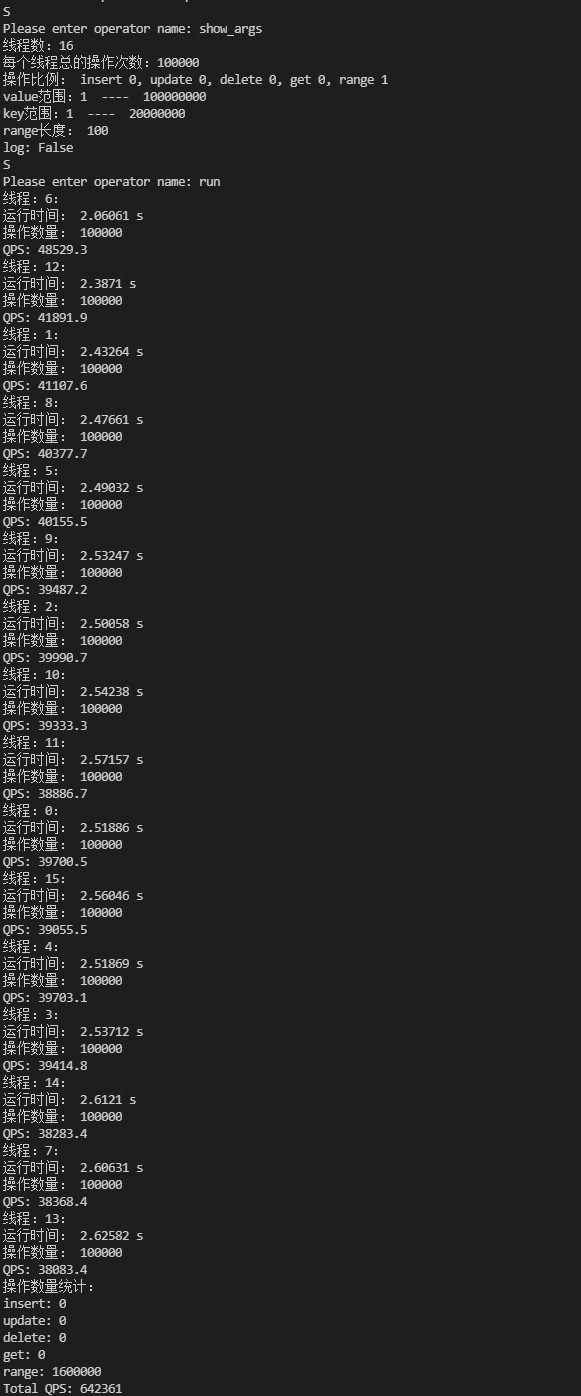 S
Please enter operator name: show_args
线程数: 16
每个线程总的操作次数: 100000
操作比例: insert 0, update 0, delete 0, get 0, range 1
value范围: 1 ---- 100000000
key范围: 1 ---- 20000000
range长度: 100
log: False
S
Please enter operator name: run
线程: 6:
运行时间: 2.06061 s
操作数量: 100000
QPS: 48529.3
线程: 12:
运行时间: 2.3871 s
操作数量: 100000
QPS: 41891.9
线程: 1:
运行时间: 2.43264 s
操作数量: 100000
QPS: 41107.6
线程: 8:
运行时间: 2.47661 s
操作数量: 100000
QPS: 40377.7
线程: 5:
运行时间: 2.49032 s
操作数量: 100000
QPS: 40155.5
线程: 9:
运行时间: 2.53247 s
操作数量: 100000
QPS: 39487.2
线程: 2:
运行时间: 2.50058 s
操作数量: 100000
QPS: 39990.7
线程: 10:
运行时间: 2.54238 s
操作数量: 100000
QPS: 39333.3
线程: 11:
运行时间: 2.57157 s
操作数量: 100000
QPS: 38886.7
线程: 0:
运行时间: 2.51886 s
操作数量: 100000
QPS: 39700.5
线程: 15:
运行时间: 2.56046 s
操作数量: 100000
QPS: 39055.5
线程: 4:
运行时间: 2.51869 s
操作数量: 100000
QPS: 39703.1
线程: 3:
运行时间: 2.53712 s
操作数量: 100000
QPS: 39414.8
线程: 14:
运行时间: 2.6121 s
操作数量: 100000
QPS: 38283.4
线程: 7:
运行时间: 2.60631 s
操作数量: 100000
QPS: 38368.4
线程: 13:
运行时间: 2.62582 s
操作数量: 100000
QPS: 38083.4
操作数量统计:
insert: 0
update: 0
delete: 0
get: 0
range: 1600000
Total QPS: 642361